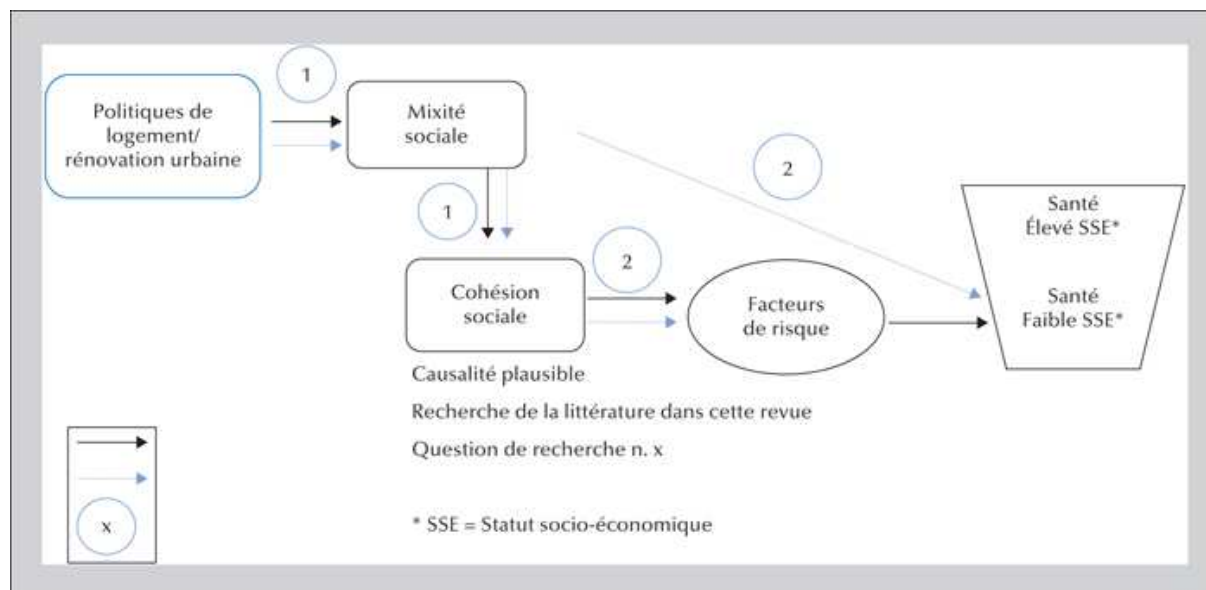 Politiques de
logement/
rénovation urbaine
1
Mixité
sociale
2
1
Cohésion
sociale
2
Facteurs
de risque
Santé
Élevé SSE*
Santé
Faible SSE*
Causalité plausible
Recherche de la littérature dans cette revue
Question de recherche n. x
x
* SSE = Statut socio-économique